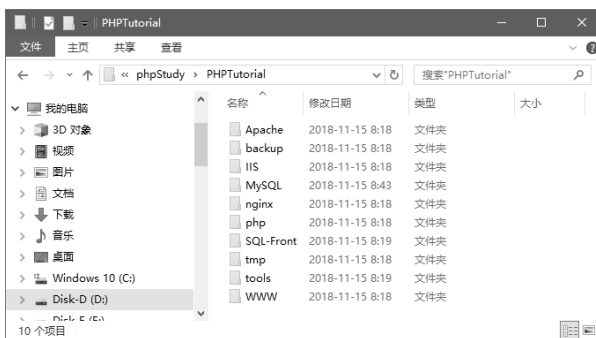 PHPTutorial
文件 主页 共享 查看
« phpStudy › PHPTutorial 搜索"PHPTutorial"
名称 修改日期 类型 大小
我的电脑
3D 对象
视频
图片
文档
下载
音乐
桌面
Windows 10 (C:)
Disk-D (D:)
Disk-E (E:)
Apache 2018-11-15 8:18 文件夹
backup 2018-11-15 8:18 文件夹
IIS 2018-11-15 8:18 文件夹
MySQL 2018-11-15 8:43 文件夹
nginx 2018-11-15 8:18 文件夹
php 2018-11-15 8:18 文件夹
SQL-Front 2018-11-15 8:19 文件夹
tmp 2018-11-15 8:18 文件夹
tools 2018-11-15 8:19 文件夹
WWW 2018-11-15 8:18 文件夹
10 个项目